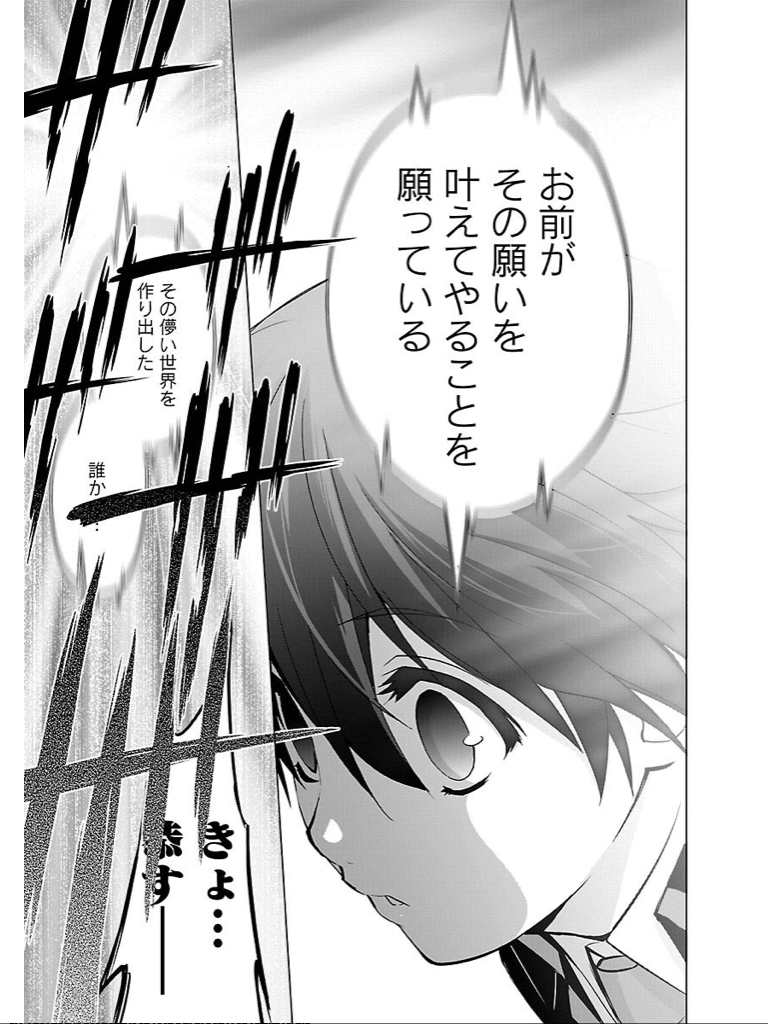 お前が
その願いを
叶えてやることを
願っている
その儚い世界を
作り出した
誰か
きょ…
恭す――